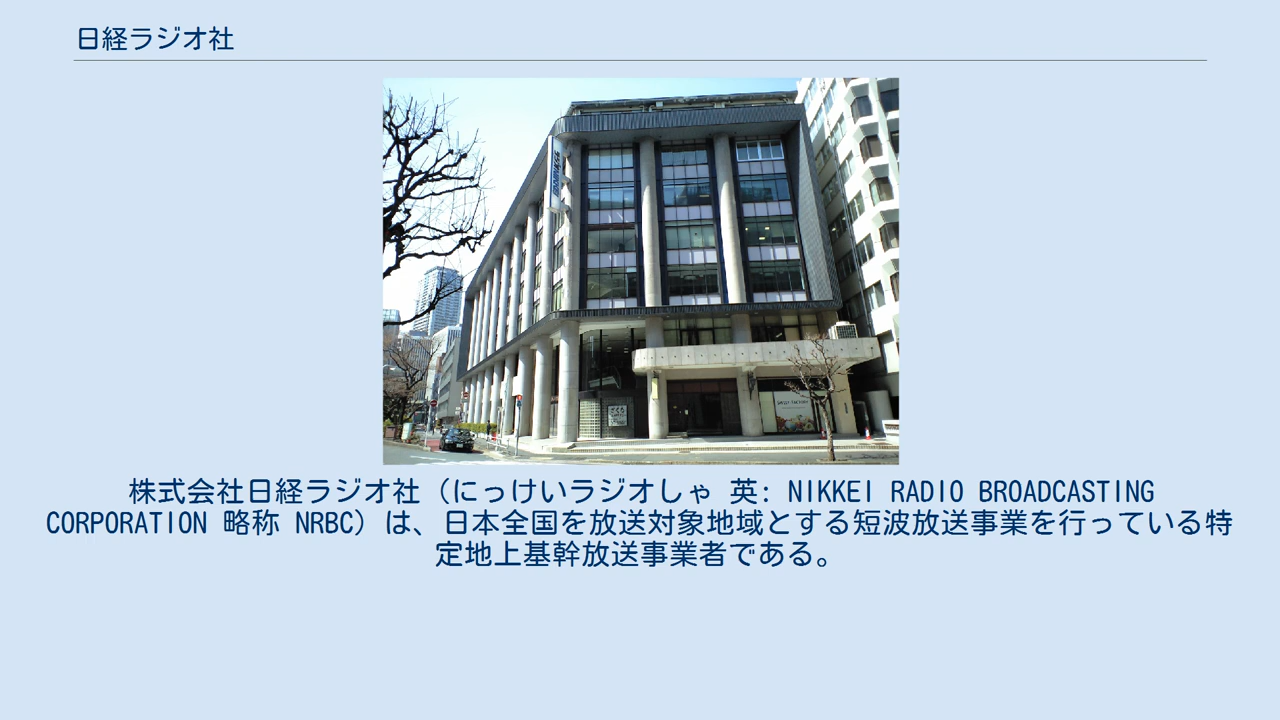 日経ラジオ社
ざくろ
株式会社日経ラジオ社（にっけいラジオしゃ 英: NIKKEI RADIO BROADCASTING
CORPORATION 略称 NRBC）は、日本全国を放送対象地域とする短波放送事業を行っている特
定地上基幹放送事業者である。